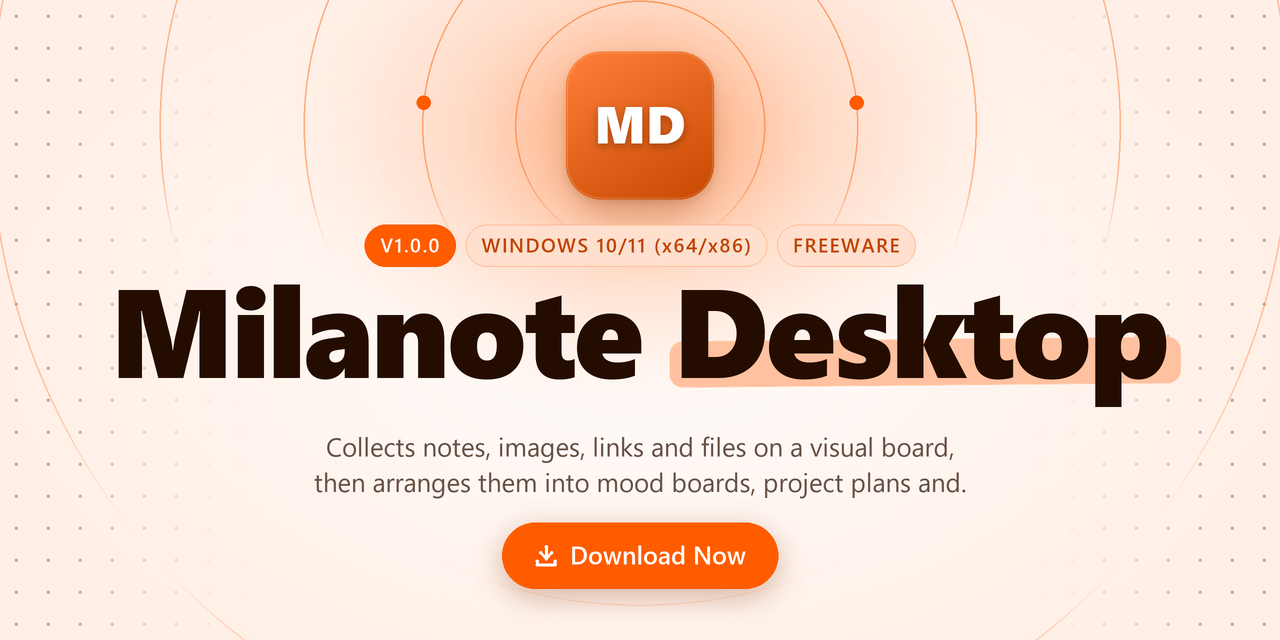 MD
V1.0.0 WINDOWS 10/11 (x64/x86) FREEWARE
Milanote Desktop
Collects notes, images, links and files on a visual board,
then arranges them into mood boards, project plans and.
Download Now